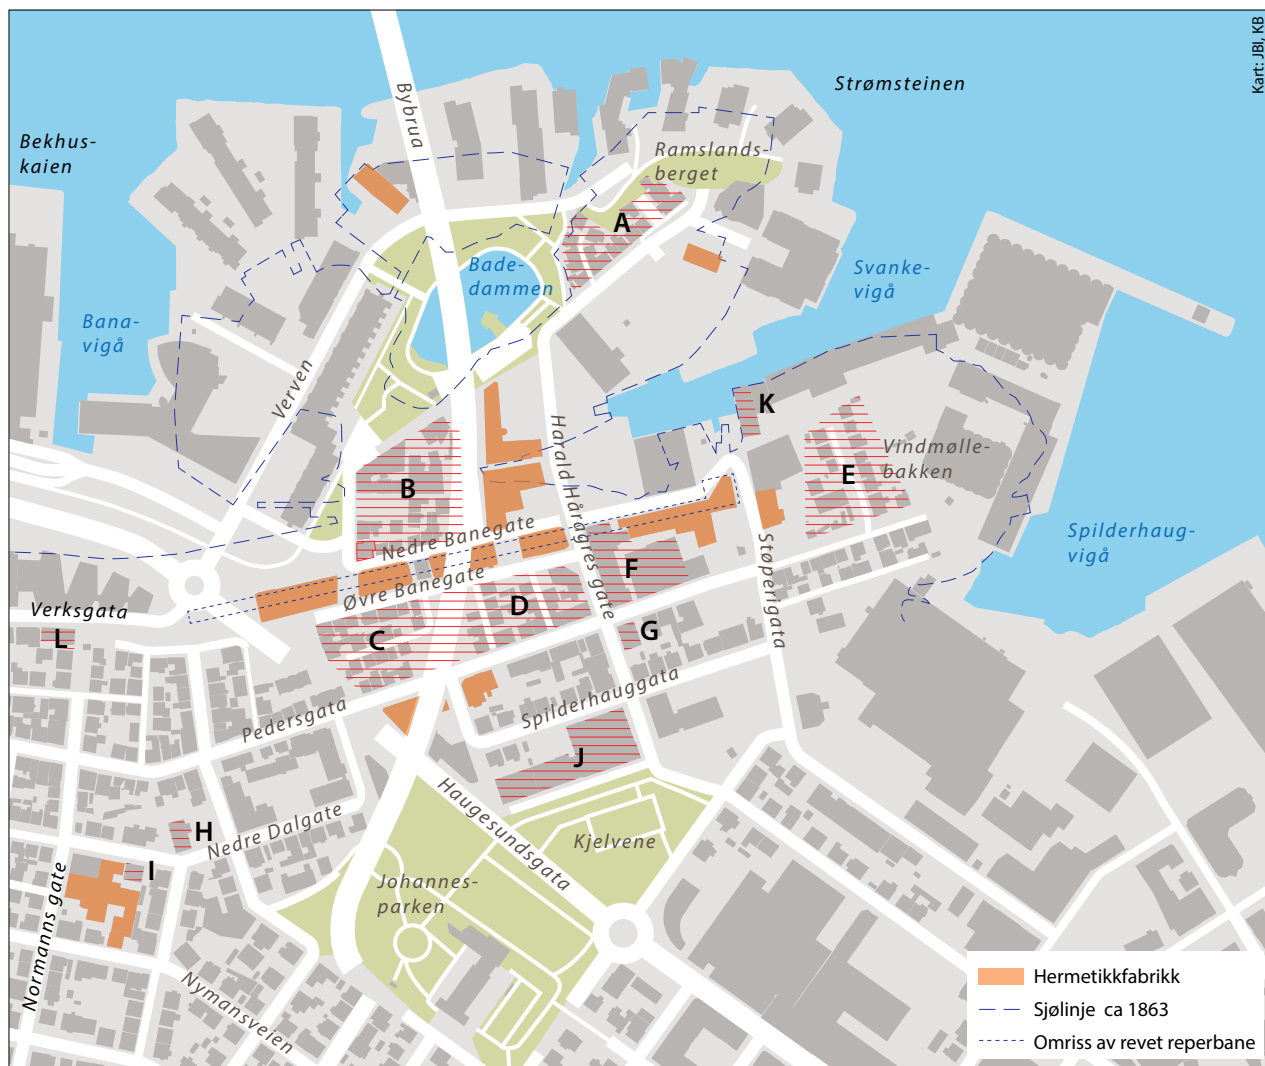 Kart: JBI, KB
Bybrua
Strømsteinen
Bekhus-
kaien
Ramslands-
berget
A
Bade-
dammen
Svanke-
vigå
Bana-
vigå
Verven
K
Harald Hårågres gate
Vindmølle-
bakken
E
B
Nedre Banegate
Spilderhaug-
vigå
Støperigata
F
Øvre Banegate
D
Verksgata
L
G
C
Pedersgata
Spilderhauggata
J
Haugesundsgata
H
Nedre Dalgate
Kjelvene
I
Johannes-
parken
Normanns gate
Nymansveien
Hermetikkfabrikk
Sjølinje ca 1863
Omriss av revet reperbane